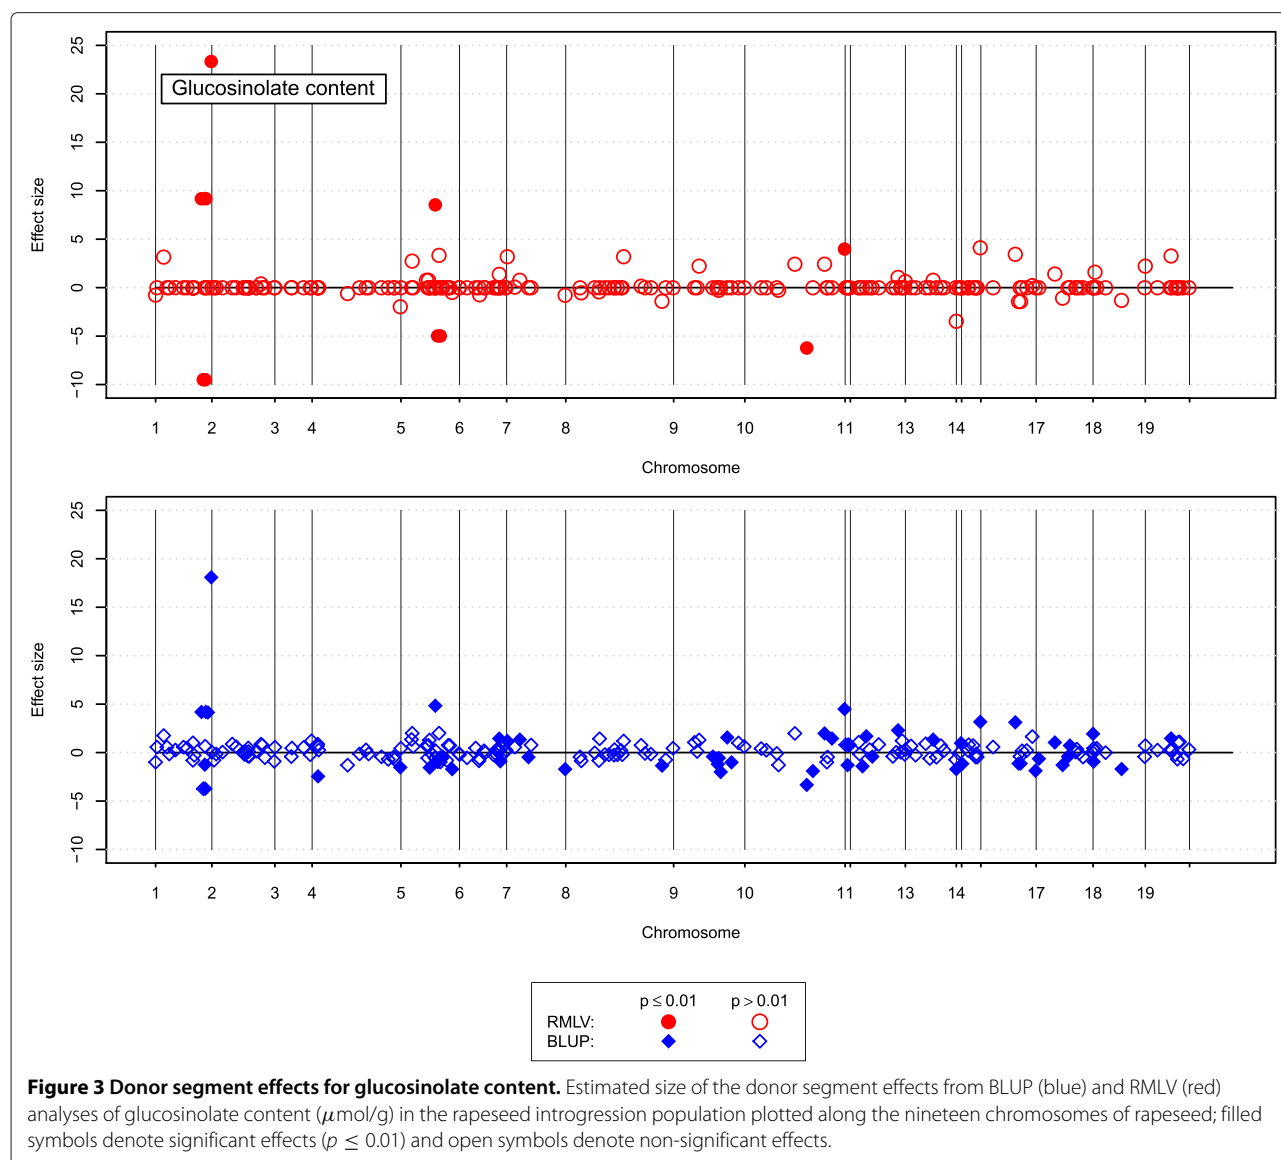 25
20
15
10
5
0
−5
−10
Effect size
Glucosinolate content
1 2 3 4 5 6 7 8 9 10 11 13 14 17 18 19
Chromosome
25
20
15
10
5
0
−5
−10
Effect size
1 2 3 4 5 6 7 8 9 10 11 13 14 17 18 19
Chromosome
p ≤ 0.01 p > 0.01
RMLV:
BLUP:
Figure 3 Donor segment effects for glucosinolate content. Estimated size of the donor segment effects from BLUP (blue) and RMLV (red)
analyses of glucosinolate content (μmol/g) in the rapeseed introgression population plotted along the nineteen chromosomes of rapeseed; filled
symbols denote significant effects (p ≤ 0.01) and open symbols denote non-significant effects.